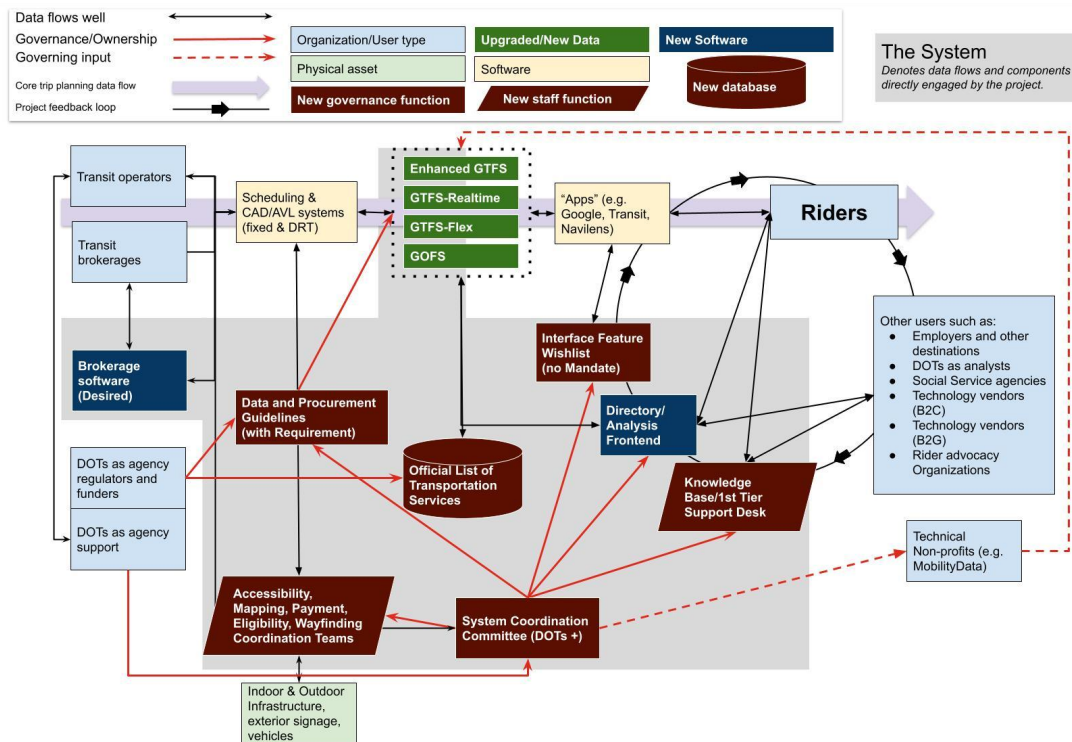 Data flows well
Governance/Ownership
Governing input
Core trip planning data flow
Project feedback loop
Organization/User type
Physical asset
New governance function
Upgraded/New Data
Software
New staff function
New Software
New database
The System
Denotes data flows and components
directly engaged by the project.
Transit operators
Transit
brokerages
Brokerage
software
(Desired)
Scheduling &
CAD/AVL systems
(fixed & DRT)
Enhanced GTFS
GTFS-Realtime
GTFS-Flex
GOFS
“Apps” (e.g.
Google, Transit,
Navilens)
Riders
Other users such as:
● Employers and other
destinations
● DOTs as analysts
● Social Service agencies
● Technology vendors
(B2C)
● Technology vendors
(B2G)
● Rider advocacy
Organizations
Interface Feature
Wishlist
(no Mandate)
Data and Procurement
Guidelines
(with Requirement)
Directory/
Analysis
Frontend
Official List of
Transportation
Services
Knowledge
Base/1st Tier
Support Desk
DOTs as agency
regulators and
funders
DOTs as agency
support
Technical
Non-profits (e.g.
MobilityData)
Accessibility,
Mapping, Payment,
Eligibility, Wayfinding
Coordination Teams
System Coordination
Committee (DOTs +)
Indoor & Outdoor
Infrastructure,
exterior signage,
vehicles